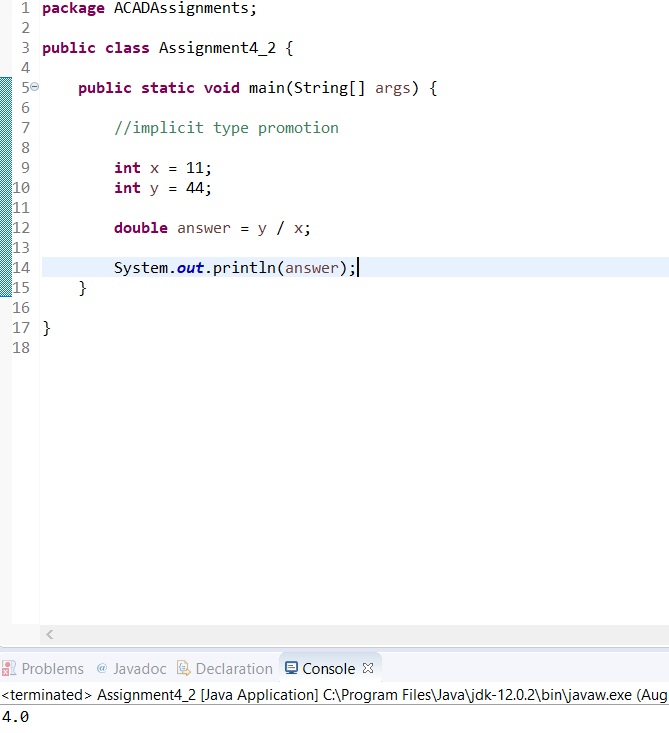 1 package ACADAssignments;
2
3 public class Assignment4_2 {
4
5 public static void main(String[] args) {
6
7 //implicit type promotion
8
9 int x = 11;
10 int y = 44;
11
12 double answer = y / x;
13
14 System.out.println(answer);
15 }
16
17 }
18
Problems @ Javadoc Declaration Console
<terminated> Assignment4_2 [Java Application] C:\Program Files\Java\jdk-12.0.2\bin\javaw.exe (Aug
4.0